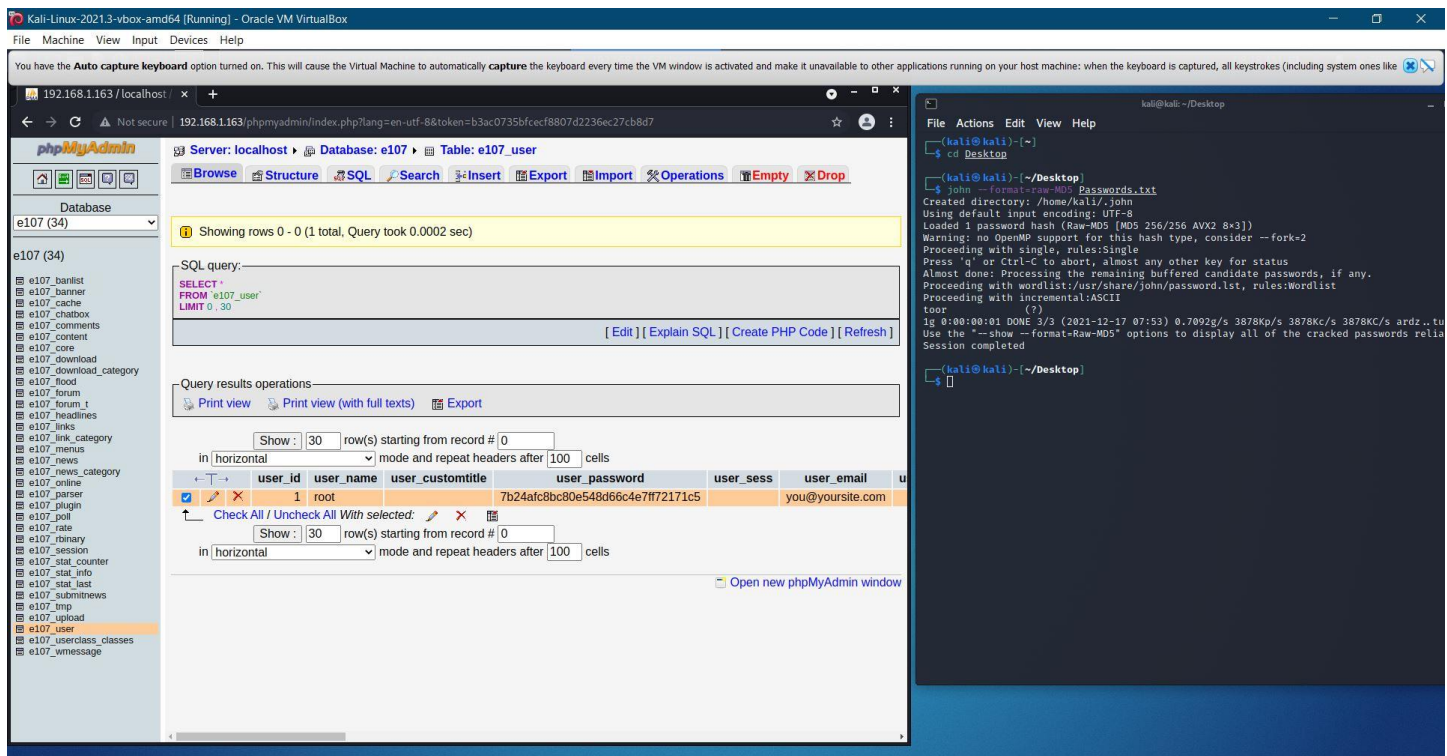 Kali-Linux-2021.3-vbox-amd64 [Running] - Oracle VM VirtualBox
File Machine View Input Devices Help
You have the Auto capture keyboard option turned on. This will cause the Virtual Machine to automatically capture the keyboard every time the VM window is activated and make it unavailable to other applications running on your host machine: when the keyboard is captured, all keystrokes (including system ones like
192.168.1.163 / localhost /
Not secure | 192.168.1.163/phpmyadmin/index.php?lang=en-utf-8&token=b3ac0735bfcecf8807d2236ec27cb8d7
phpMyAdmin
Database
e107 (34)
e107 (34)
e107_banlist
e107_banner
e107_cache
e107_chatbox
e107_comments
e107_content
e107_core
e107_download
e107_download_category
e107_flood
e107_forum
e107_forum_t
e107_headlines
e107_links
e107_link_category
e107_menus
e107_news
e107_news_category
e107_online
e107_parser
e107_plugin
e107_poll
e107_rate
e107_rbinary
e107_session
e107_stat_counter
e107_stat_info
e107_stat_last
e107_submitnews
e107_tmp
e107_upload
e107_user
e107_userclass_classes
e107_wmessage
Server: localhost Database: e107 Table: e107_user
Browse Structure SQL Search Insert Export Import Operations Empty Drop
Showing rows 0 - 0 (1 total, Query took 0.0002 sec)
SQL query:
SELECT *
FROM `e107_user`
LIMIT 0 , 30
[ Edit ] [ Explain SQL ] [ Create PHP Code ] [ Refresh ]
Query results operations
Print view Print view (with full texts) Export
Show : 30 row(s) starting from record # 0
in horizontal mode and repeat headers after 100 cells
user_id user_name user_customtitle user_password user_sess user_email u
1 root 7b24afc8bc80e548d66c4e7ff72171c5 you@yoursite.com
Check All / Uncheck All With selected:
Show : 30 row(s) starting from record # 0
in horizontal mode and repeat headers after 100 cells
Open new phpMyAdmin window
kali@kali: ~/Desktop
File Actions Edit View Help
(kali㉿kali)-[~]
$ cd Desktop
(kali㉿kali)-[~/Desktop]
$ john --format=raw-MD5 Passwords.txt
Created directory: /home/kali/.john
Using default input encoding: UTF-8
Loaded 1 password hash (Raw-MD5 [MD5 256/256 AVX2 8×3])
Warning: no OpenMP support for this hash type, consider --fork=2
Proceeding with single, rules:Single
Press 'q' or Ctrl-C to abort, almost any other key for status
Almost done: Processing the remaining buffered candidate passwords, if any.
Proceeding with wordlist:/usr/share/john/password.lst, rules:Wordlist
Proceeding with incremental:ASCII
toor (?)
1g 0:00:00:01 DONE 3/3 (2021-12-17 07:53) 0.7092g/s 3878Kp/s 3878Kc/s 3878KC/s ardz..tu
Use the "--show --format=Raw-MD5" options to display all of the cracked passwords relia
Session completed
(kali㉿kali)-[~/Desktop]
$